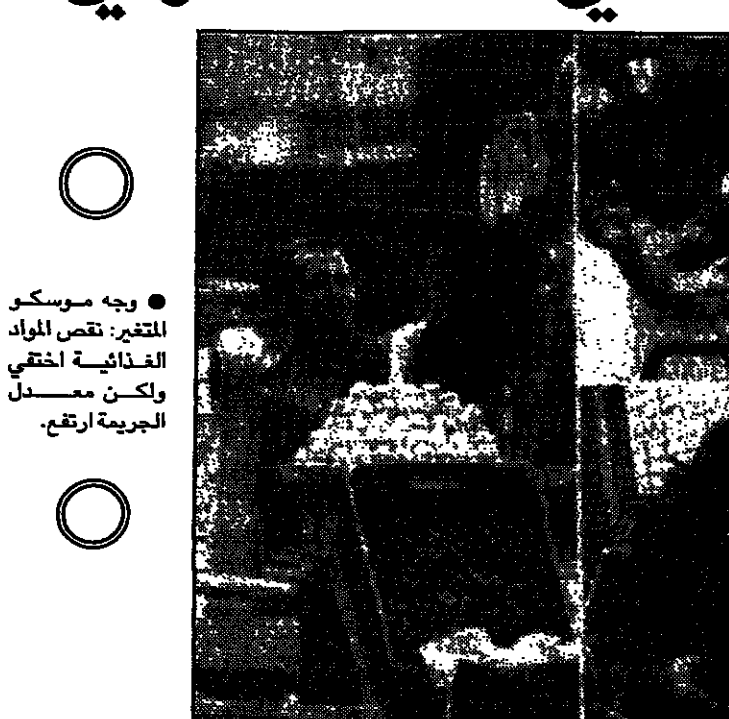 ● وجه موسكو
المتغير: نقص المواد
الغذائية اختفي
ولكن معدل
الجريمة ارتفع.